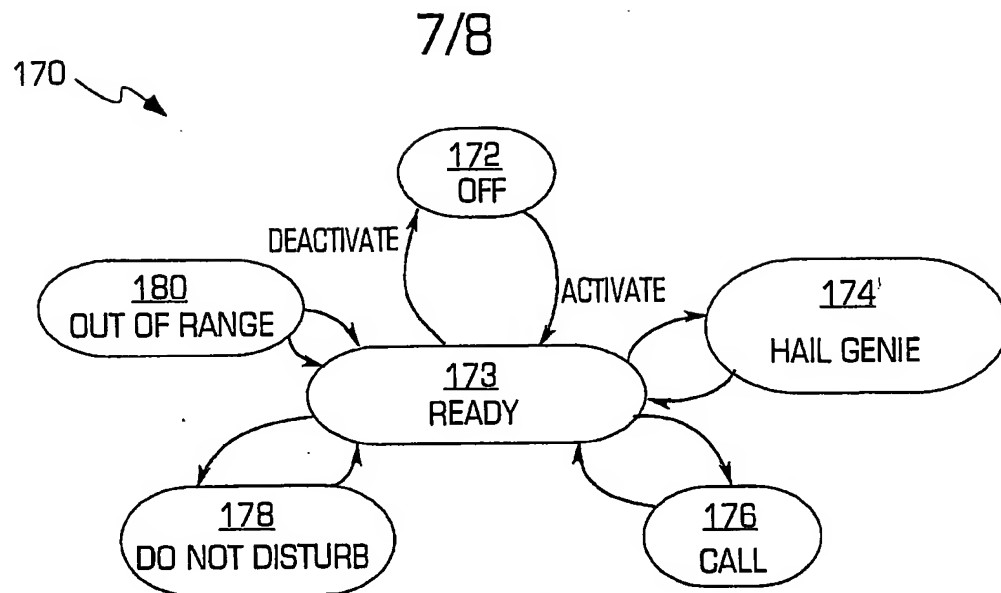 7/8
170
172
OFF
DEACTIVATE
ACTIVATE
180
OUT OF RANGE
174'
HAIL GENIE
173
READY
178
DO NOT DISTURB
176
CALL